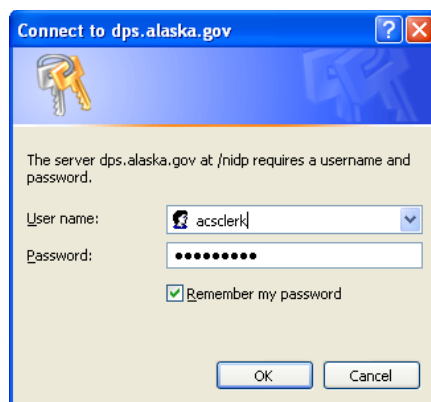 Connect to dps.alaska.gov
The server dps.alaska.gov at /nidp requires a username and
password.
User name:
acsclerk
Password:
•••••••••
Remember my password
OK
Cancel